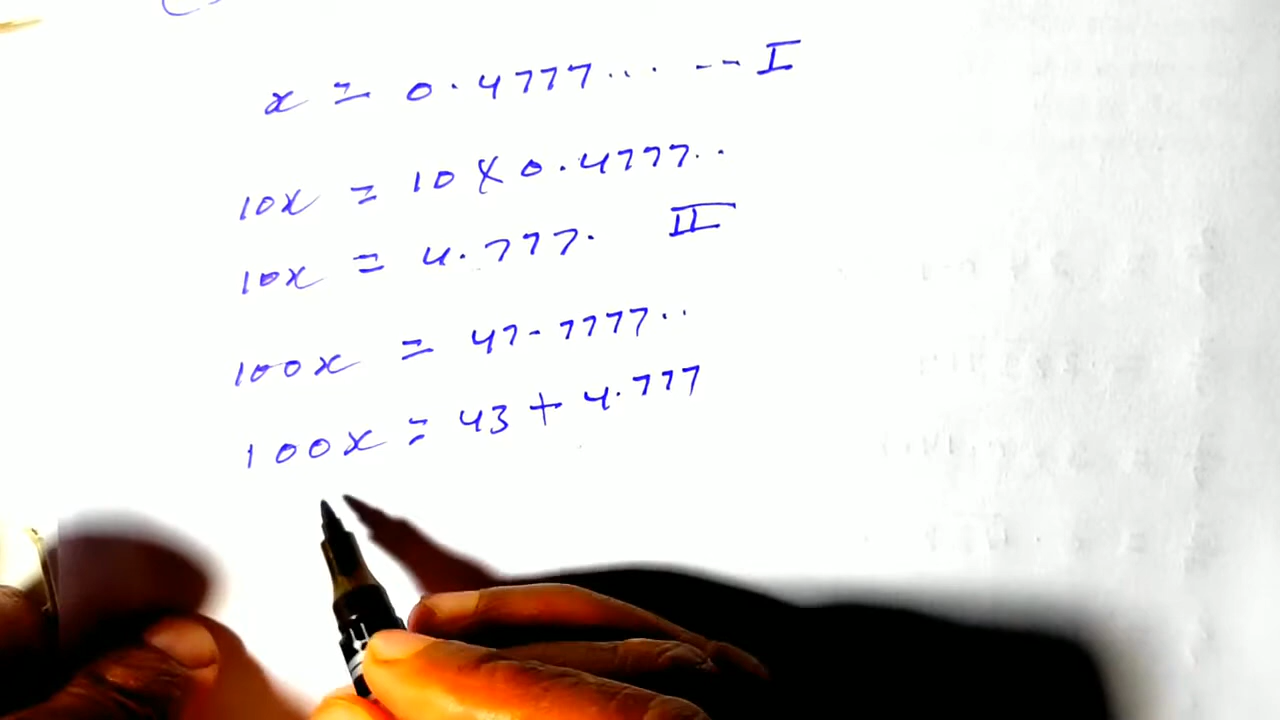 x = 0.4777... -- I
10x = 10 X 0.4777..
10x = 4.777. II
100x = 47.7777..
100x = 43 + 4.777